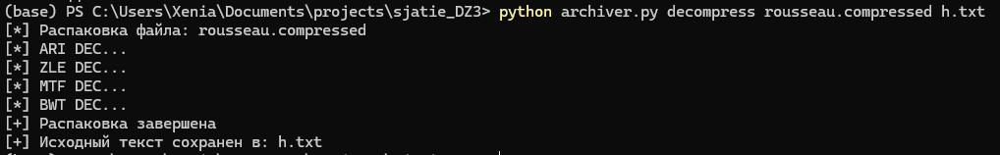 (base) PS C:\Users\Xenia\Documents\projects\sjatie_DZ3> python archiver.py decompress rousseau.compressed h.txt
[*] Распаковка файла: rousseau.compressed
[*] ARI DEC...
[*] ZLE DEC...
[*] MTF DEC...
[*] BWT DEC...
[+] Распаковка завершена
[+] Исходный текст сохранен в: h.txt